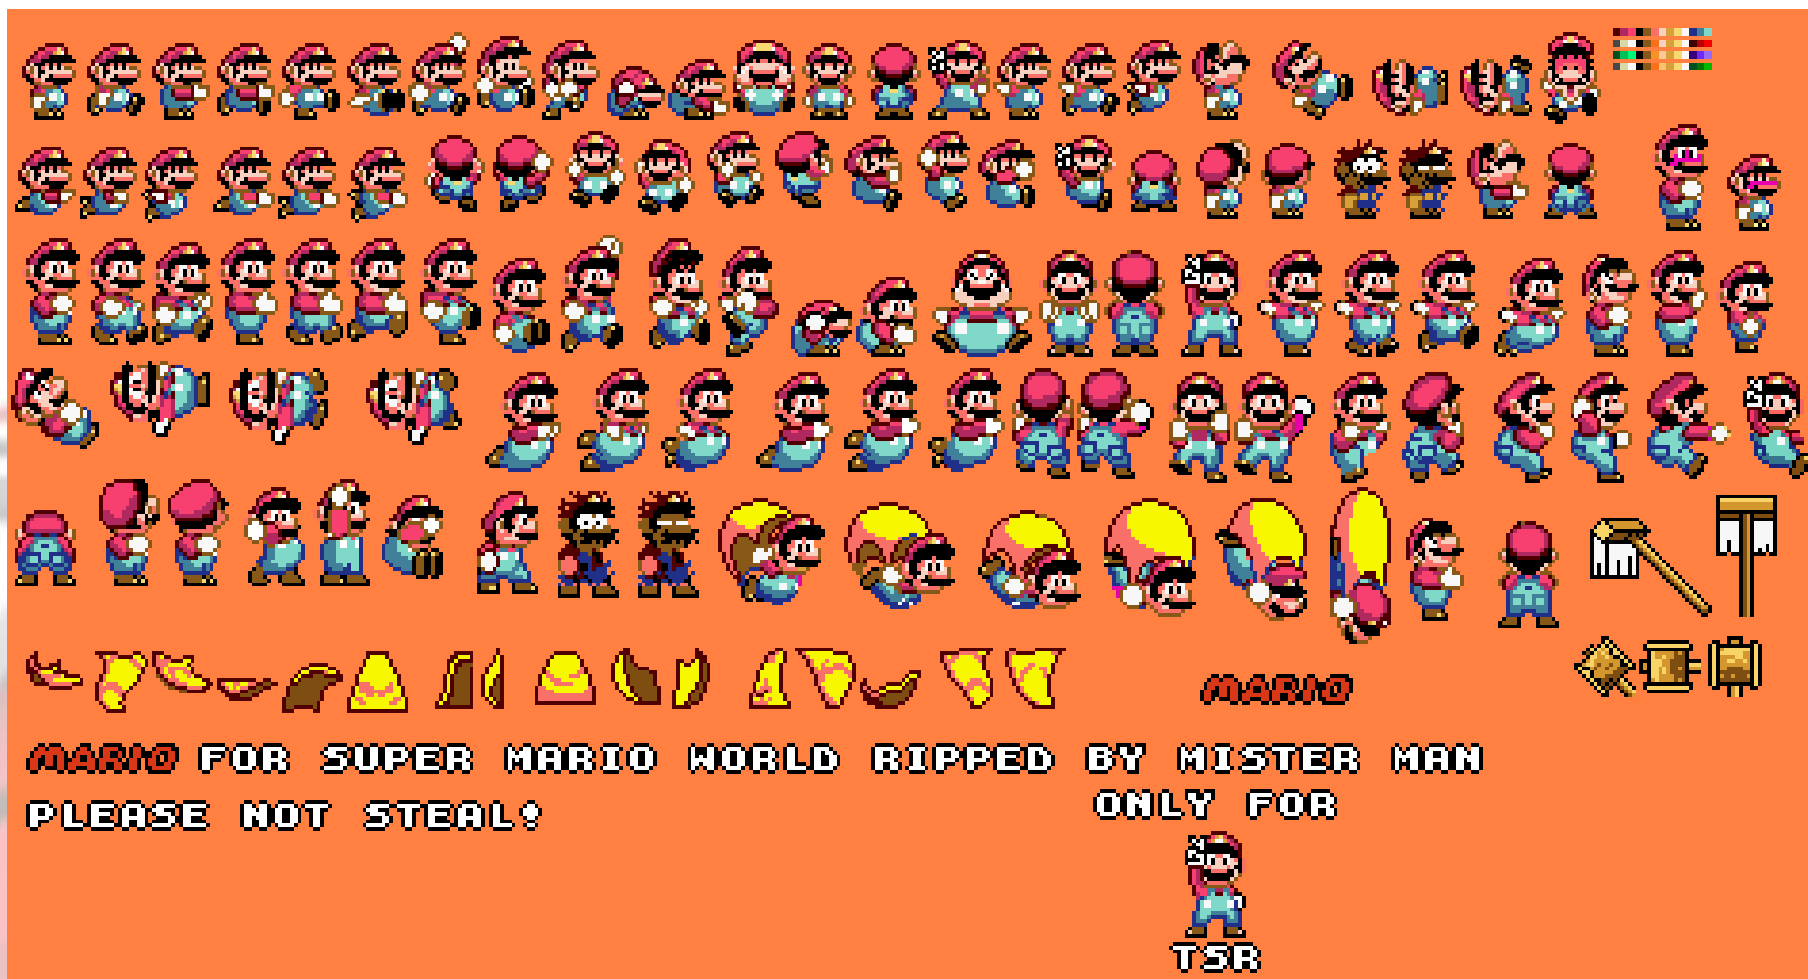 MARIO
MARIO FOR SUPER MARIO WORLD RIPPED BY MISTER MAN
PLEASE NOT STEAL!
ONLY FOR
TSR